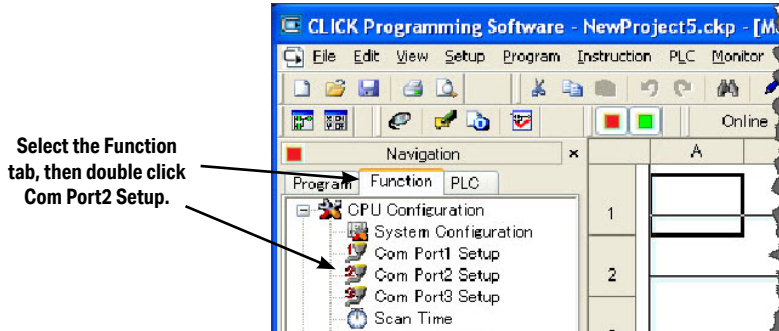 CLICK Programming Software - NewProject5.ckp - [M
File Edit View Setup Program Instruction PLC Monitor
Online
Select the Function
tab, then double click
Com Port2 Setup.
Navigation
A
Program Function PLC
CPU Configuration
System Configuration
Com Port1 Setup
Com Port2 Setup
Com Port3 Setup
Scan Time
1
2